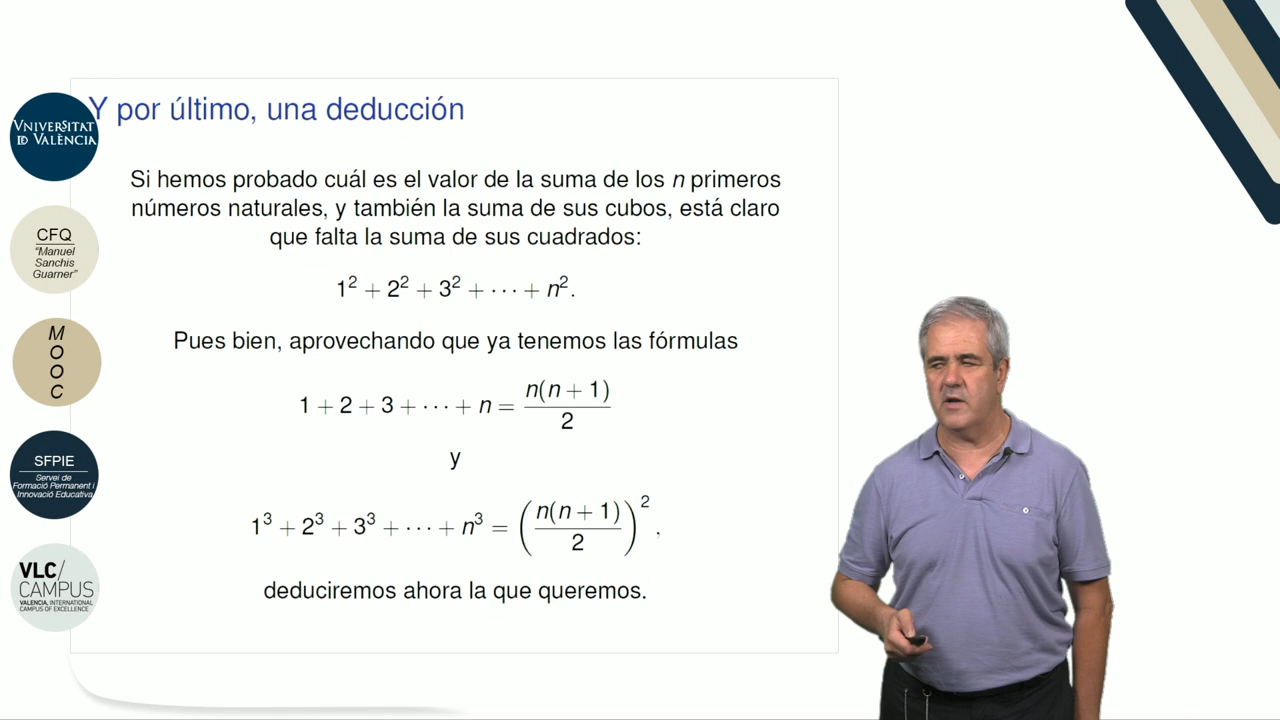 Y por último, una deducción
VNIVERSITAT
ID VALÈNCIA
CFQ
"Manuel
Sanchis
Guarner"
M
O
O
C
SFPIE
Servei de
Formació Permanent i
Innovació Educativa
VLC/
CAMPUS
VALENCIA, INTERNATIONAL
CAMPUS OF EXCELLENCE
Si hemos probado cuál es el valor de la suma de los n primeros
números naturales, y también la suma de sus cubos, está claro
que falta la suma de sus cuadrados:
1² + 2² + 3² + ··· + n².
Pues bien, aprovechando que ya tenemos las fórmulas
1 + 2 + 3 + ··· + n = n(n + 1)/2
y
1³ + 2³ + 3³ + ··· + n³ = (n(n + 1)/2)²,
deduciremos ahora la que queremos.